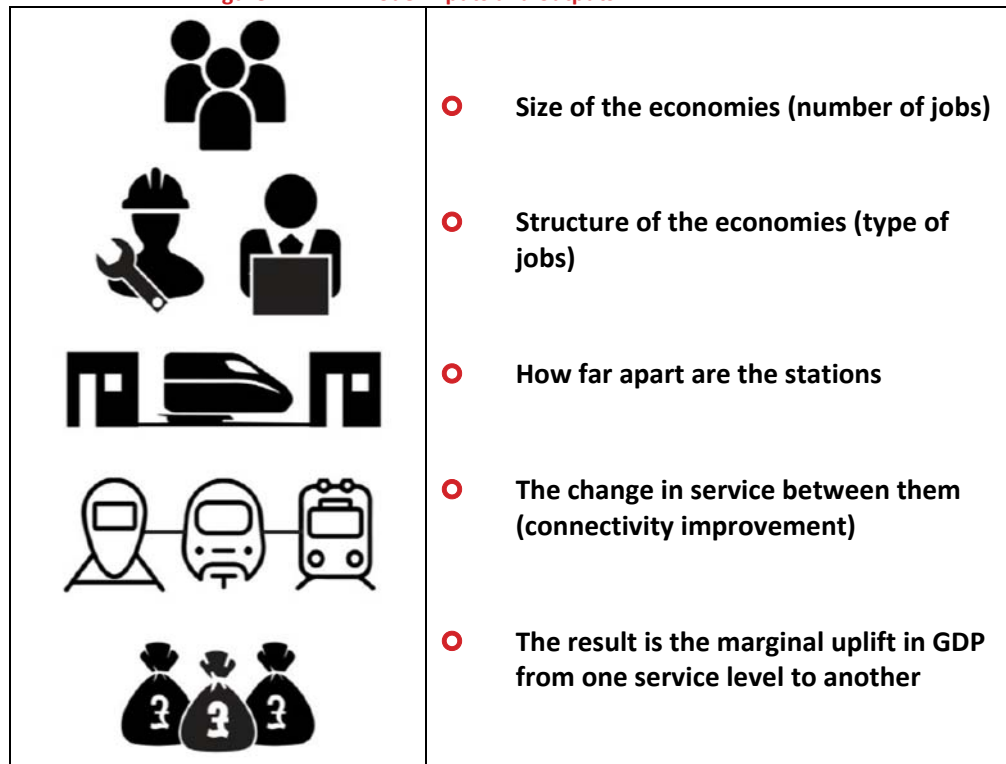 Size of the economies (number of jobs)
Structure of the economies (type of
jobs)
How far apart are the stations
The change in service between them
(connectivity improvement)
The result is the marginal uplift in GDP
from one service level to another
£ £ £